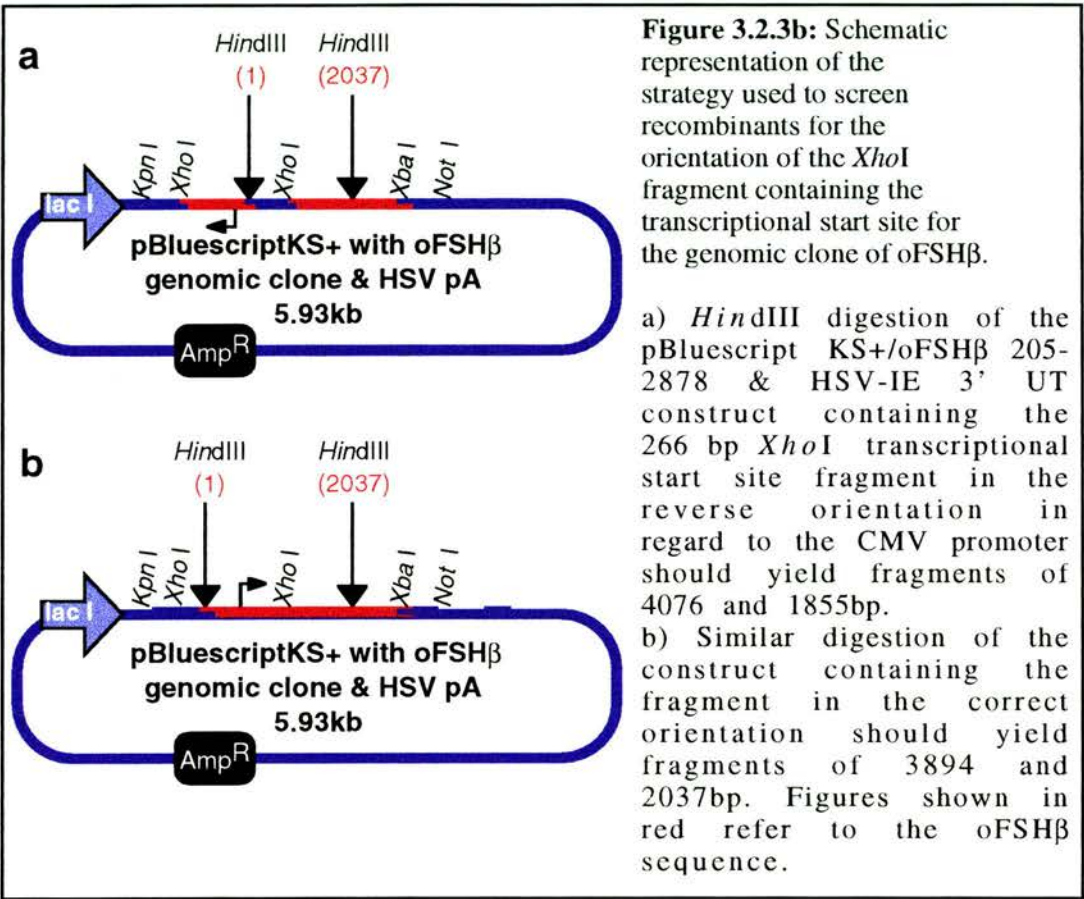 a
HindIII HindIII
(1) (2037)
Kpn I
Xho I
Xho I
Xba I
Not I
lac I
pBluescriptKS+ with oFSHβ
genomic clone & HSV pA
5.93kb
AmpR
b
HindIII HindIII
(1) (2037)
Kpn I
Xho I
Xho I
Xba I
Not I
lac I
pBluescriptKS+ with oFSHβ
genomic clone & HSV pA
5.93kb
AmpR
Figure 3.2.3b: Schematic
representation of the
strategy used to screen
recombinants for the
orientation of the XhoI
fragment containing the
transcriptional start site for
the genomic clone of oFSHβ.
a) HindIII digestion of the
pBluescript KS+/oFSHβ 205-
2878 & HSV-IE 3' UT
construct containing the
266 bp XhoI transcriptional
start site fragment in the
reverse orientation in
regard to the CMV promoter
should yield fragments of
4076 and 1855bp.
b) Similar digestion of the
construct containing the
fragment in the correct
orientation should yield
fragments of 3894 and
2037bp. Figures shown in
red refer to the oFSHβ
sequence.